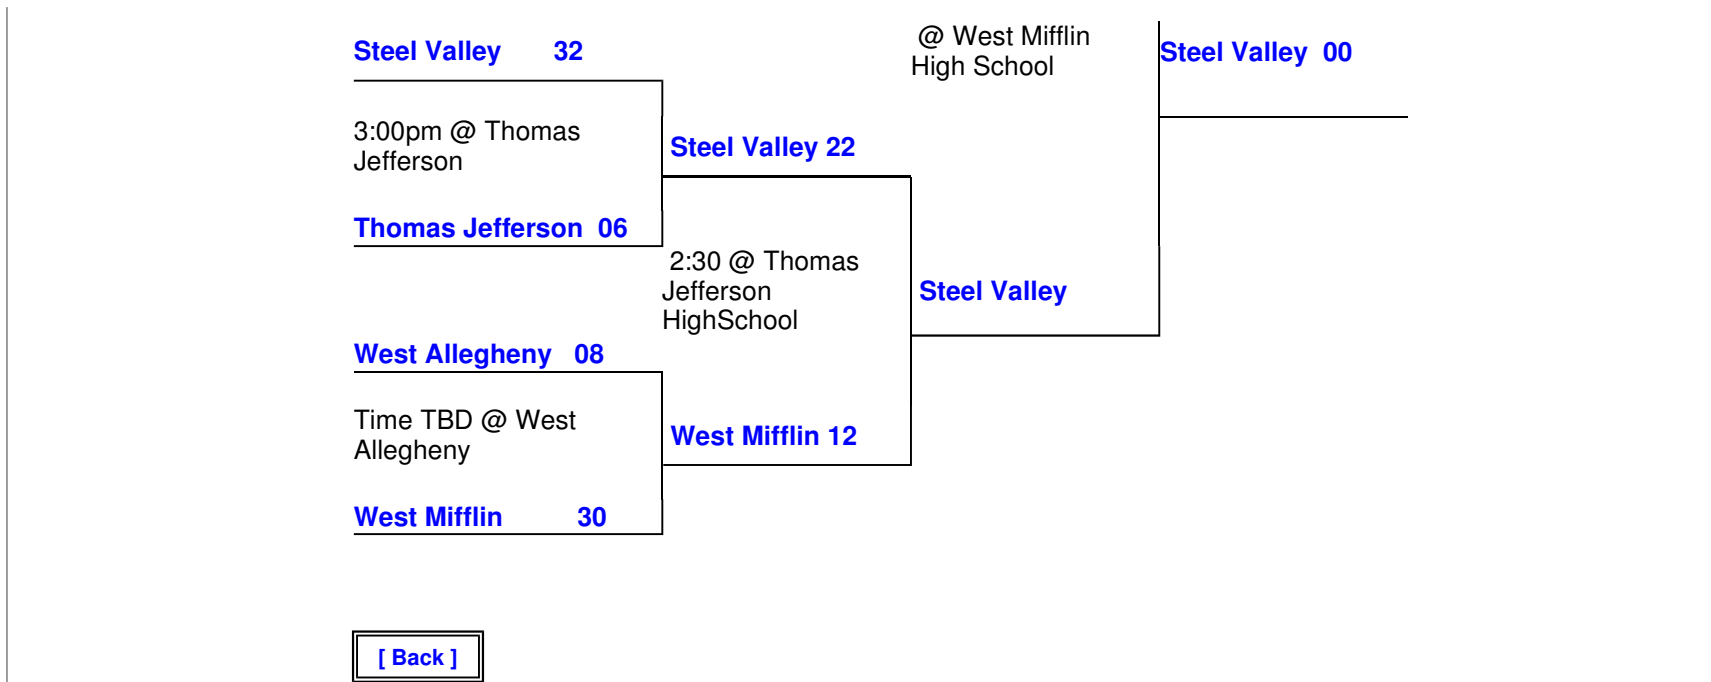 Steel Valley 32
3:00pm @ Thomas
Jefferson
Thomas Jefferson 06
West Allegheny 08
Time TBD @ West
Allegheny
West Mifflin 30
Steel Valley 22
2:30 @ Thomas
Jefferson
HighSchool
West Mifflin 12
@ West Mifflin
High School
Steel Valley
Steel Valley 00
[ Back ]